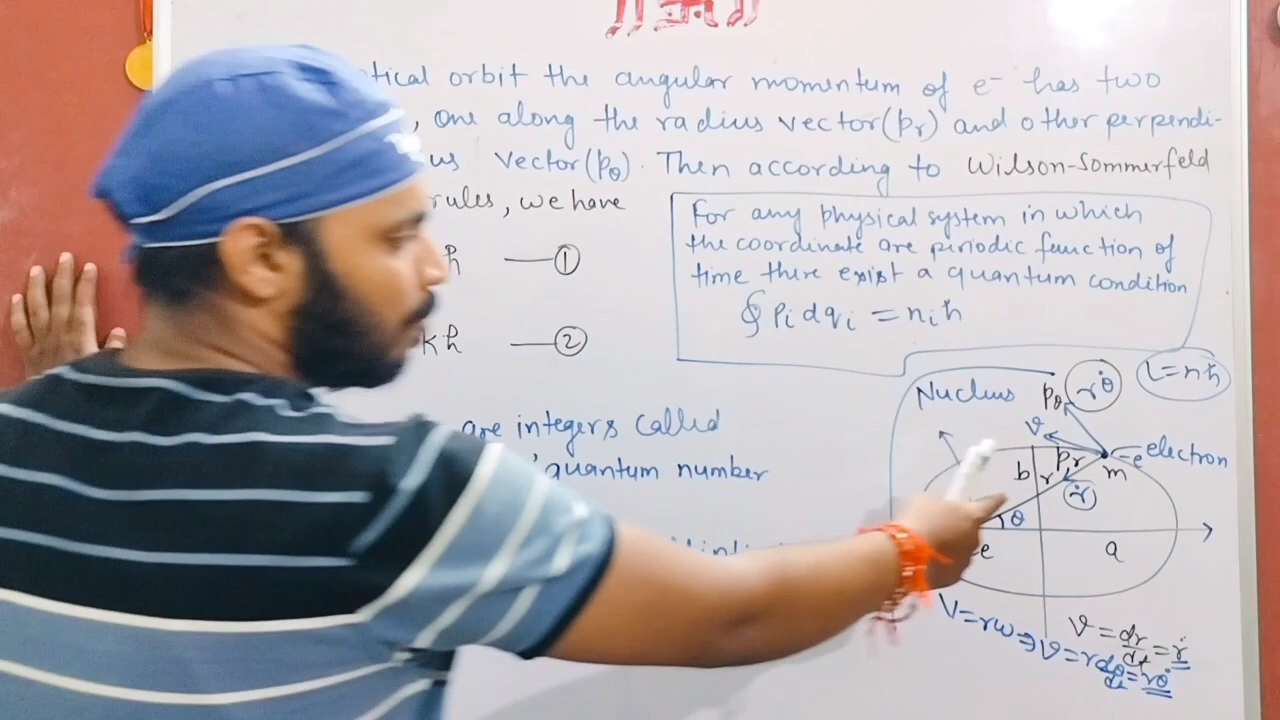 tical orbit the angular momentum of e⁻ has two
, one along the radius vector(pr) and other perpendi-
us vector(pθ). Then according to Wilson-Sommerfeld
rules, we have
For any physical system in which
the coordinate are periodic function of
time there exist a quantum condition
∮ Pi dqi = niħ
ħ —— ①
kħ —— ②
L=nħ
Nucleus pθ rθ̇
v
-e electron
b r pr ṙ m
θ
e a
are integers called
quantum number
V=rω v=dr/dt=ṙ
v=rdθ/dt=rθ̇